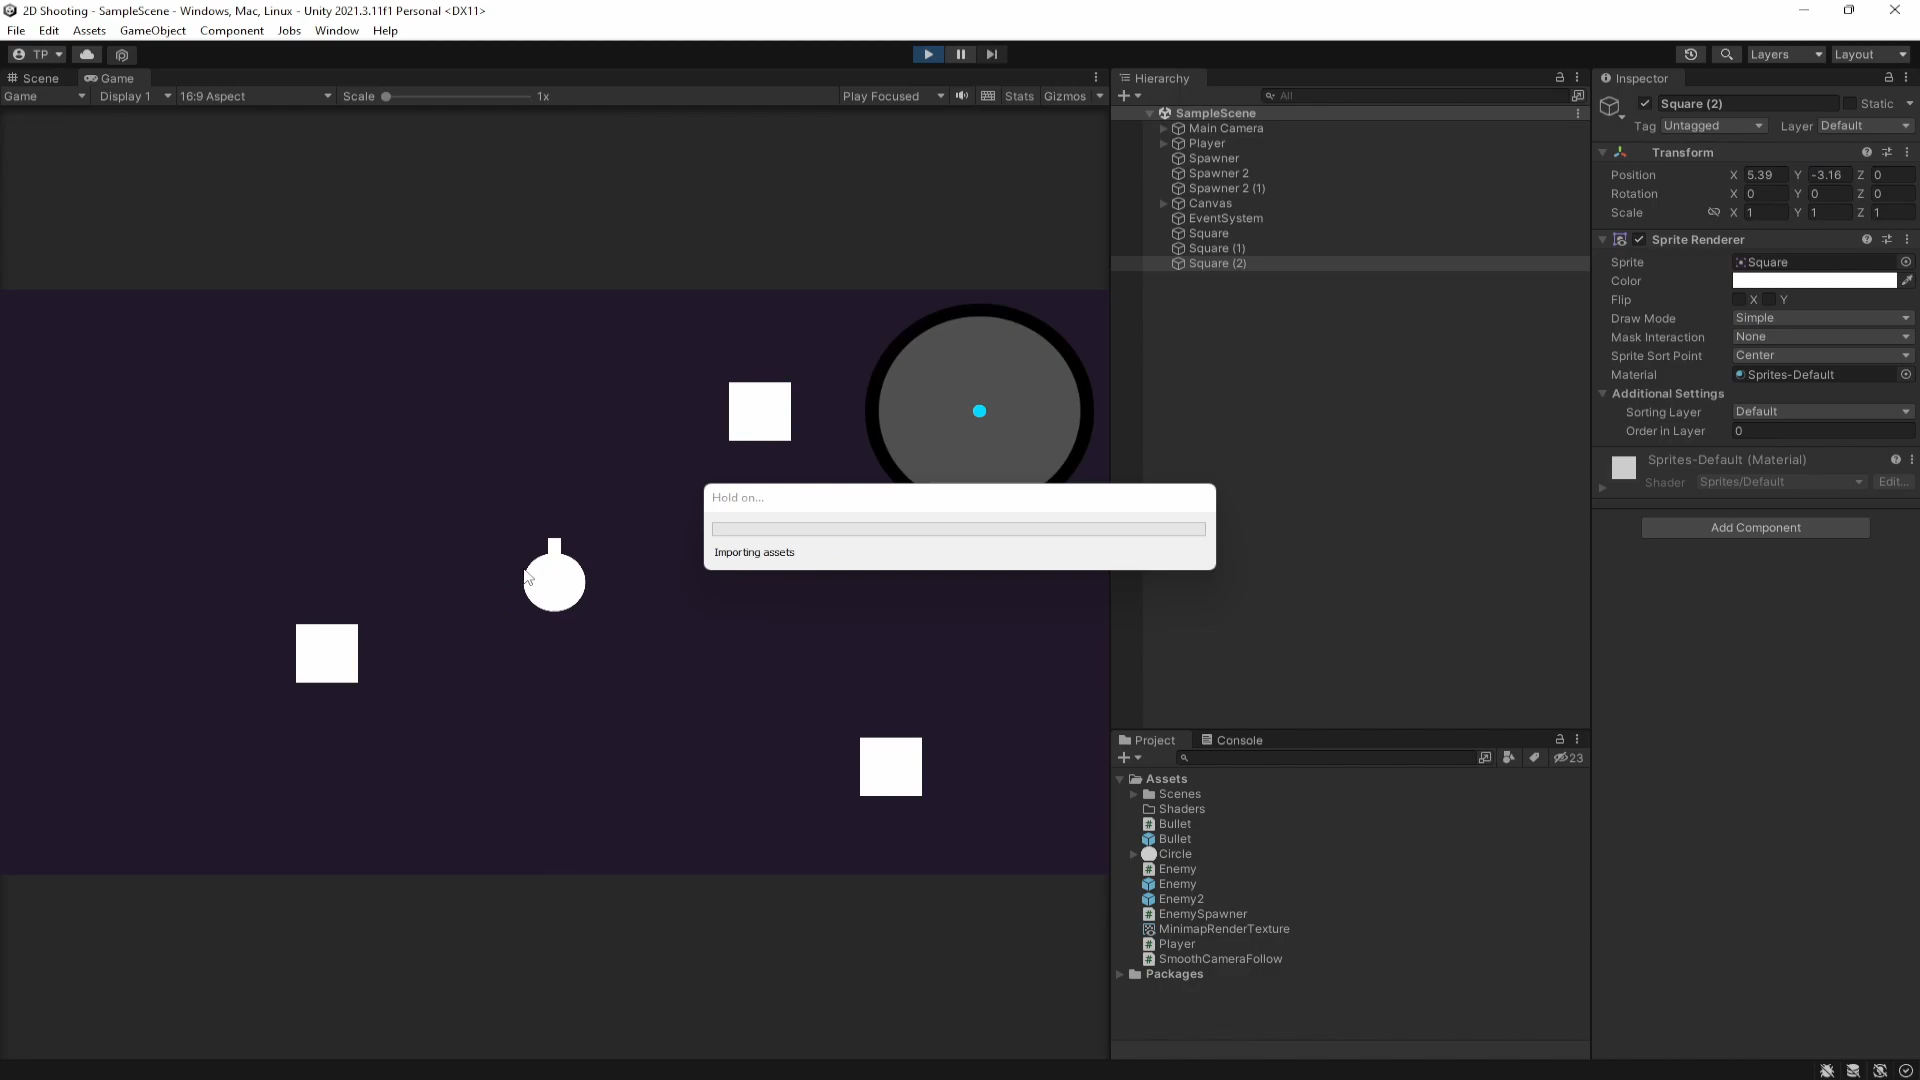 2D Shooting - SampleScene - Windows, Mac, Linux - Unity 2021.3.11f1 Personal <DX11>
File Edit Assets GameObject Component Jobs Window Help
TP Layers Layout
Scene Game
Game Display 1 16:9 Aspect Scale 1x Play Focused Stats Gizmos
Hold on...
Importing assets
Hierarchy
All
SampleScene
Main Camera
Player
Spawner
Spawner 2
Spawner 2 (1)
Canvas
EventSystem
Square
Square (1)
Square (2)
Project Console
23
Assets
Scenes
Shaders
Bullet
Bullet
Circle
Enemy
Enemy
Enemy2
EnemySpawner
MinimapRenderTexture
Player
SmoothCameraFollow
Packages
Inspector
Square (2) Static
Tag Untagged Layer Default
Transform
Position X 5.39 Y -3.16 Z 0
Rotation X 0 Y 0 Z 0
Scale X 1 Y 1 Z 1
Sprite Renderer
Sprite Square
Color
Flip X Y
Draw Mode Simple
Mask Interaction None
Sprite Sort Point Center
Material Sprites-Default
Additional Settings
Sorting Layer Default
Order in Layer 0
Sprites-Default (Material)
Shader Sprites/Default Edit...
Add Component